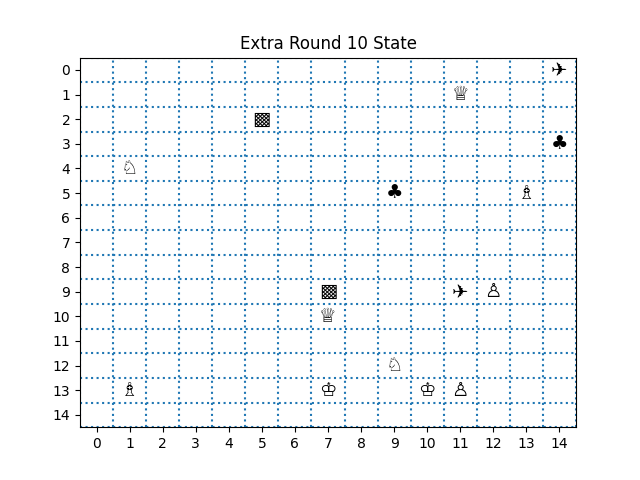 Extra Round 10 State
0 ✈
1 ♕
2 ▩
3 ♣
4 ♘
5 ♣ ♗
6
7
8
9 ▩ ✈ ♙
10 ♕
11
12 ♘
13 ♗ ♔ ♔ ♙
14
0 1 2 3 4 5 6 7 8 9 10 11 12 13 14